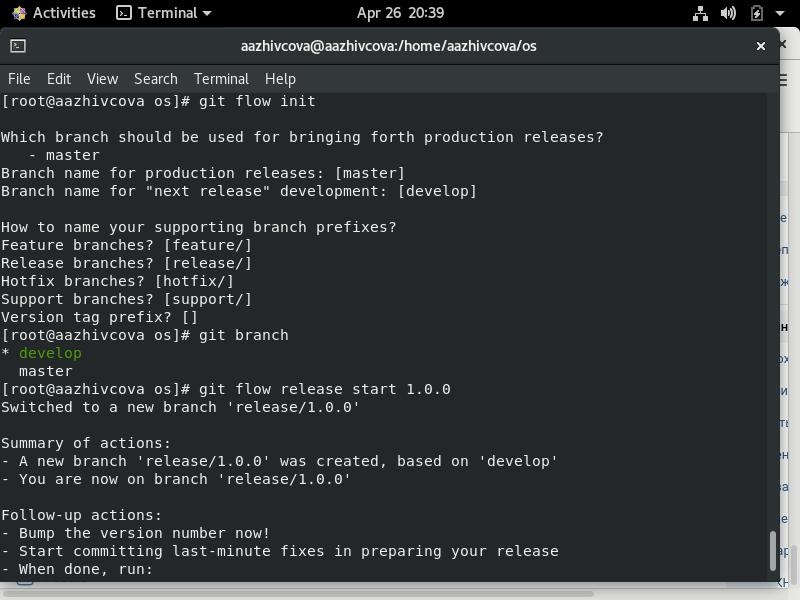 Activities Terminal Apr 26 20:39
aazhivcova@aazhivcova:/home/aazhivcova/os
File Edit View Search Terminal Help
[root@aazhivcova os]# git flow init
Which branch should be used for bringing forth production releases?
- master
Branch name for production releases: [master]
Branch name for "next release" development: [develop]
How to name your supporting branch prefixes?
Feature branches? [feature/]
Release branches? [release/]
Hotfix branches? [hotfix/]
Support branches? [support/]
Version tag prefix? []
[root@aazhivcova os]# git branch
* develop
master
[root@aazhivcova os]# git flow release start 1.0.0
Switched to a new branch 'release/1.0.0'
Summary of actions:
- A new branch 'release/1.0.0' was created, based on 'develop'
- You are now on branch 'release/1.0.0'
Follow-up actions:
- Bump the version number now!
- Start committing last-minute fixes in preparing your release
- When done, run: